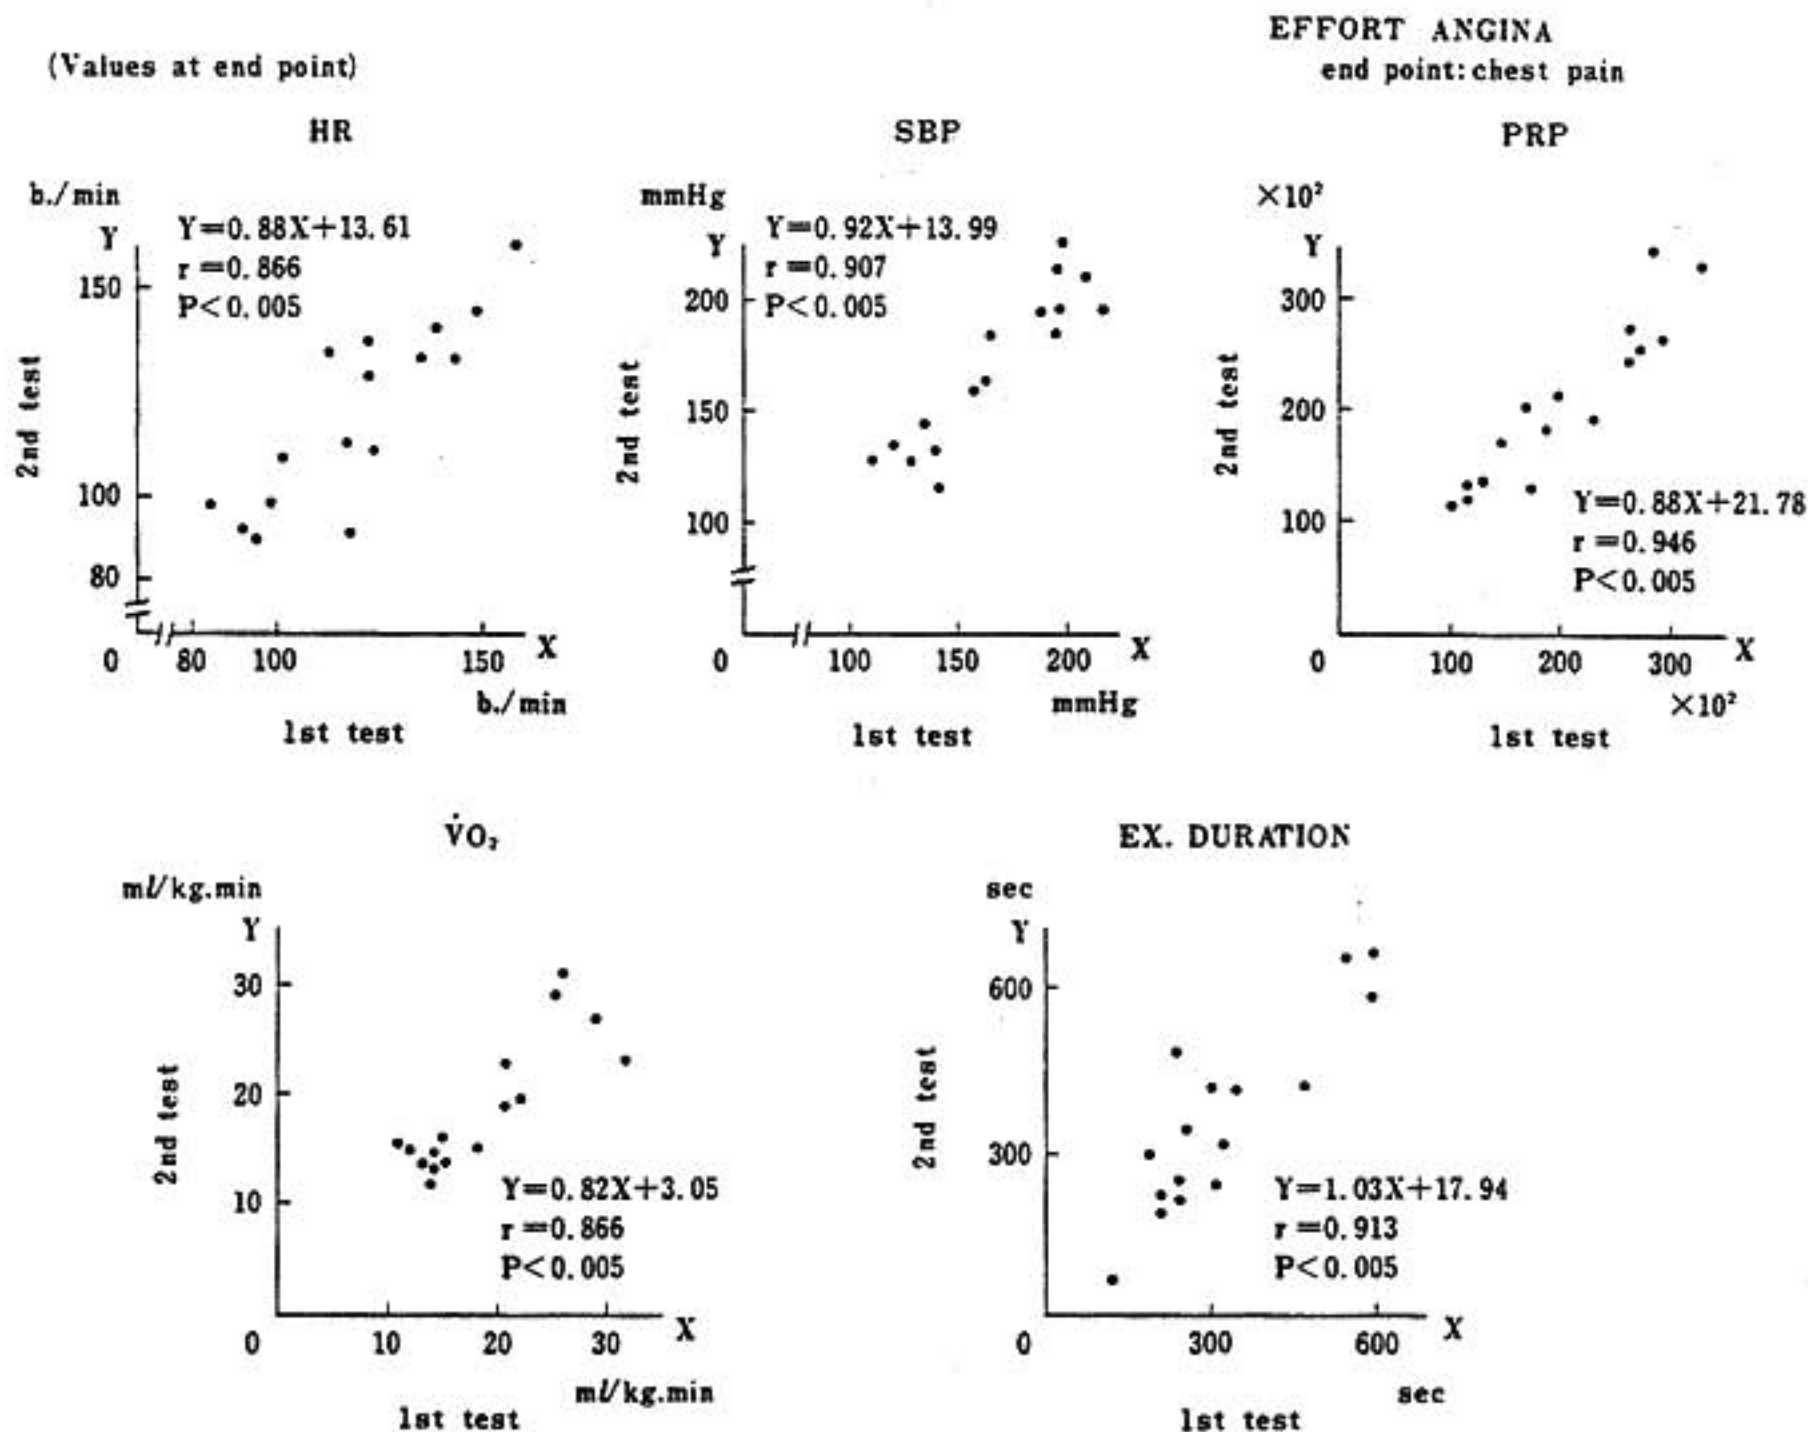 EFFORT ANGINA
(Values at end point)
end point: chest pain
HR
b./min
Y
Y=0.88X+13.61
r=0.866
P<0.005
150
100
80
2nd test
0
80
100
150
X
b./min
1st test
SBP
mmHg
Y
Y=0.92X+13.99
r=0.907
P<0.005
200
150
100
2nd test
0
100
150
200
X
mmHg
1st test
PRP
×10²
Y
300
200
100
2nd test
Y=0.88X+21.78
r=0.946
P<0.005
0
100
200
300
X
×10²
1st test
V̇O₂
ml/kg.min
Y
30
20
10
2nd test
Y=0.82X+3.05
r=0.866
P<0.005
0
10
20
30
X
ml/kg.min
1st test
EX. DURATION
sec
Y
600
300
2nd test
Y=1.03X+17.94
r=0.913
P<0.005
0
300
600
X
sec
1st test